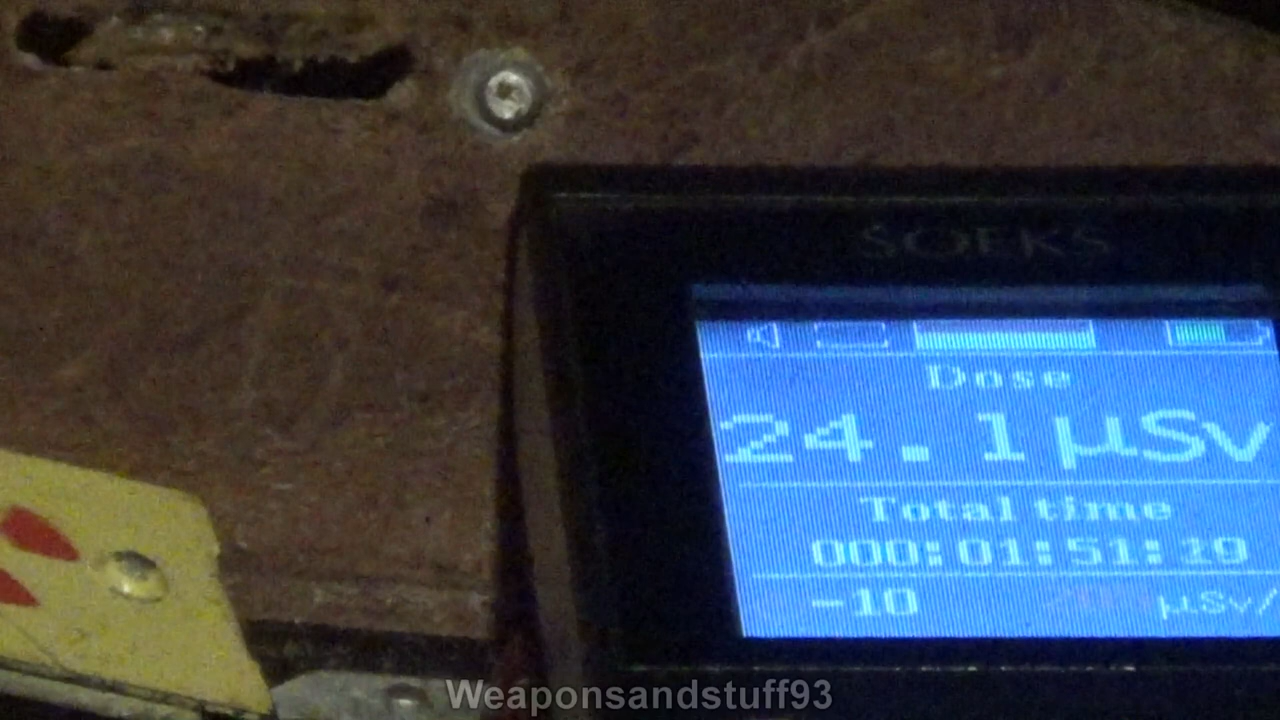 SOEKS
Dose
24.1µSv
Total time
000:01:51:19
-10 µSv/
Weaponsandstuff93